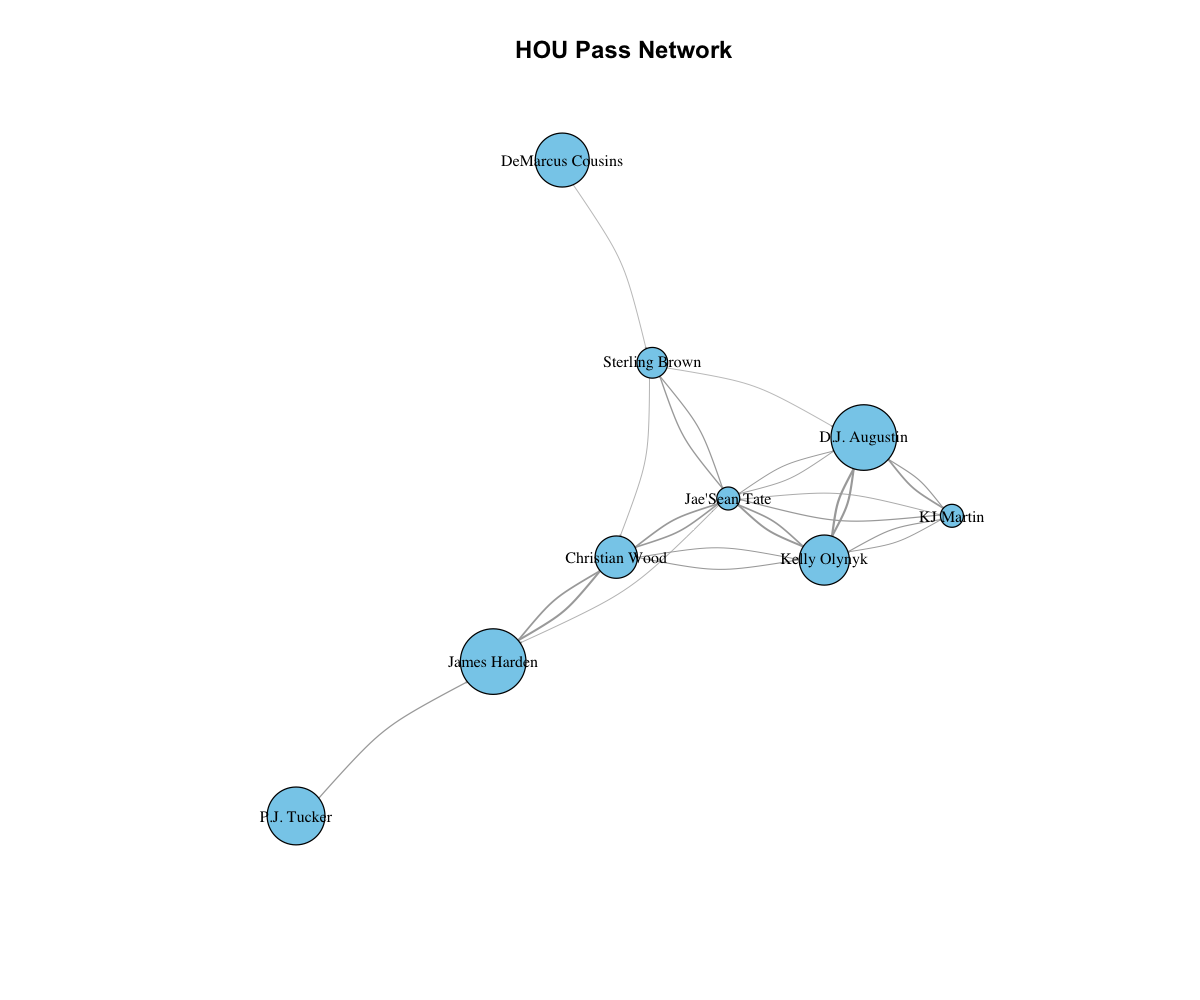 HOU Pass Network
DeMarcus Cousins
Sterling Brown
D.J. Augustin
Jae'Sean Tate
KJ Martin
Christian Wood
Kelly Olynyk
James Harden
P.J. Tucker